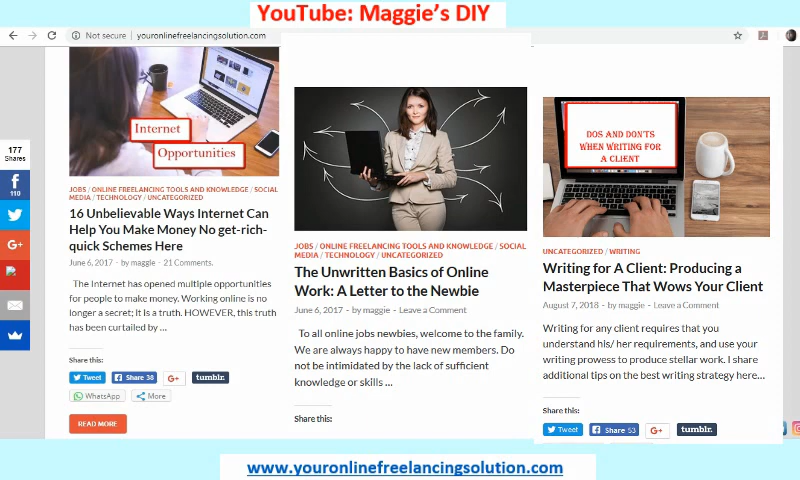 YouTube: Maggie's DIY
Not secure | youronlinefreelancingsolution.com
177
Shares
110
Internet
Opportunities
JOBS / ONLINE FREELANCING TOOLS AND KNOWLEDGE / SOCIAL
MEDIA / TECHNOLOGY / UNCATEGORIZED
16 Unbelievable Ways Internet Can
Help You Make Money No get-rich-
quick Schemes Here
June 6, 2017 - by maggie - 21 Comments.
The Internet has opened multiple opportunities
for people to make money. Working online is no
longer a secret; it is a truth. HOWEVER, this truth
has been curtailed by ...
Share this:
Tweet
Share 38
G+
tumblr.
WhatsApp
More
READ MORE
JOBS / ONLINE FREELANCING TOOLS AND KNOWLEDGE / SOCIAL
MEDIA / TECHNOLOGY / UNCATEGORIZED
The Unwritten Basics of Online
Work: A Letter to the Newbie
June 6, 2017 - by maggie - Leave a Comment
To all online jobs newbies, welcome to the family.
We are always happy to have new members. Do
not be intimidated by the lack of sufficient
knowledge or skills ...
Share this:
DOS AND DON'TS
WHEN WRITING FOR
A CLIENT
UNCATEGORIZED / WRITING
Writing for A Client: Producing a
Masterpiece That Wows Your Client
August 7, 2018 - by maggie - Leave a Comment
Writing for any client requires that you
understand his/ her requirements, and use your
writing prowess to produce stellar work. I share
additional tips on the best writing strategy here...
Share this:
Tweet
Share 53
G+
tumblr.
www.youronlinefreelancingsolution.com